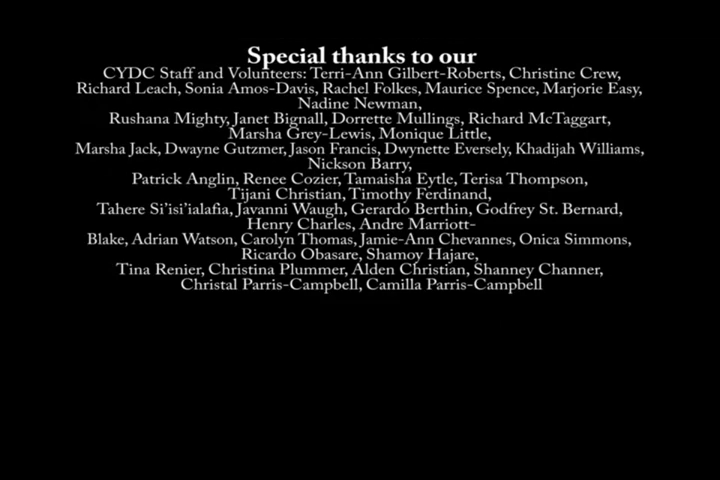 Special thanks to our
CYDC Staff and Volunteers: Terri-Ann Gilbert-Roberts, Christine Crew,
Richard Leach, Sonia Amos-Davis, Rachel Folkes, Maurice Spence, Marjorie Easy,
Nadine Newman,
Rushana Mighty, Janet Bignall, Dorrette Mullings, Richard McTaggart,
Marsha Grey-Lewis, Monique Little,
Marsha Jack, Dwayne Gutzmer, Jason Francis, Dwynette Eversely, Khadijah Williams,
Nickson Barry,
Patrick Anglin, Renee Cozier, Tamaisha Eytle, Terisa Thompson,
Tijani Christian, Timothy Ferdinand,
Tahere Si'isi'ialafia, Javanni Waugh, Gerardo Berthin, Godfrey St. Bernard,
Henry Charles, Andre Marriott-
Blake, Adrian Watson, Carolyn Thomas, Jamie-Ann Chevannes, Onica Simmons,
Ricardo Obasare, Shamoy Hajare,
Tina Renier, Christina Plummer, Alden Christian, Shanney Channer,
Christal Parris-Campbell, Camilla Parris-Campbell